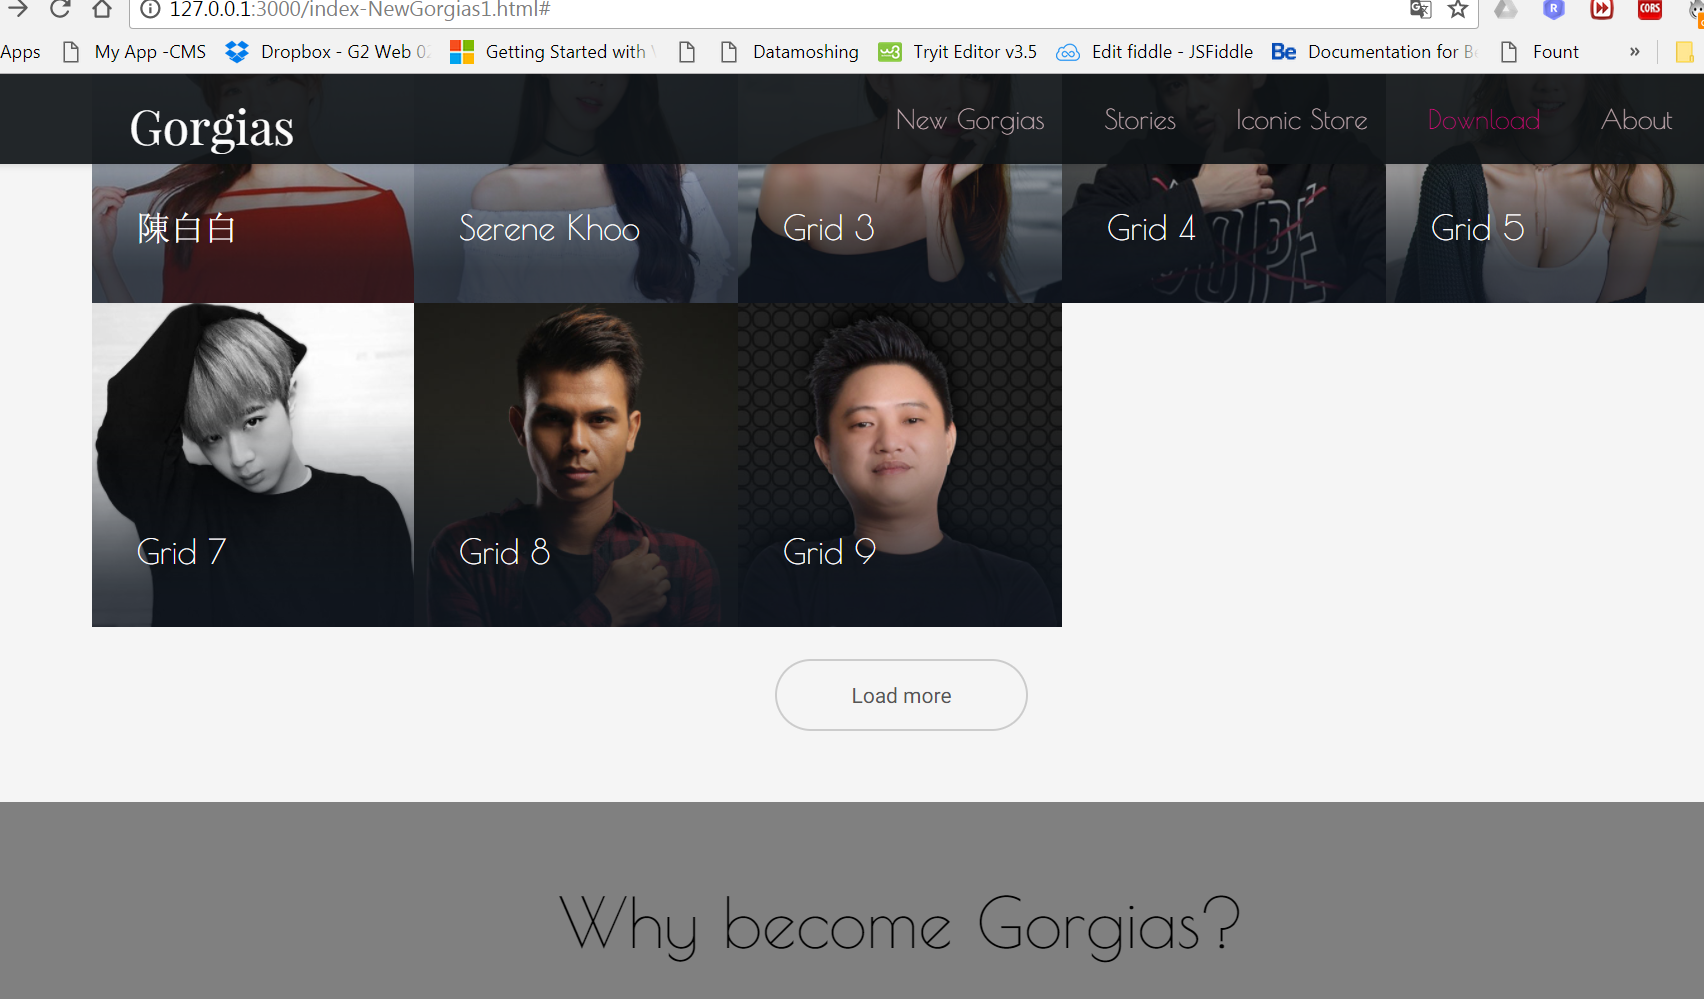 127.0.0.1:3000/index-NewGorgias1.html#
Apps My App -CMS Dropbox - G2 Web Getting Started with Datamoshing Tryit Editor v3.5 Edit fiddle - JSFiddle Be Documentation for Fount »
Gorgias New Gorgias Stories Iconic Store Download About
陳白白 Serene Khoo Grid 3 Grid 4 Grid 5
Grid 7 Grid 8 Grid 9
Load more
Why become Gorgias?